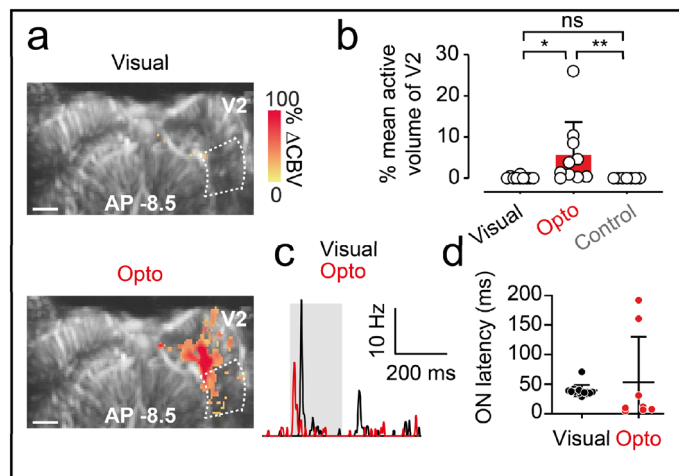 a
Visual
V2
AP -8.5
100
0
% ΔCBV
Opto
V2
AP -8.5
b
ns
* **
30
20
10
0
% mean active
volume of V2
Visual
Opto
Control
c
Visual
Opto
10 Hz
200 ms
d
200
150
100
50
0
ON latency (ms)
Visual Opto